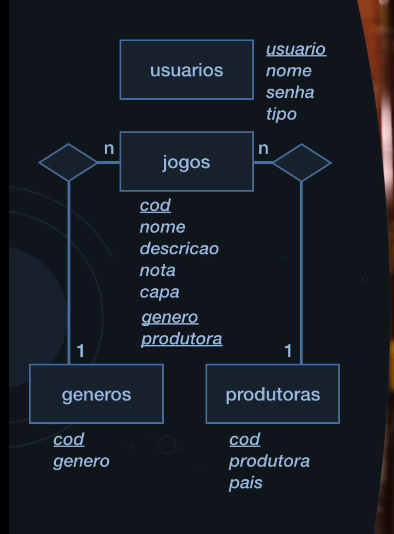 usuarios
usuario
nome
senha
tipo
n
jogos
n
cod
nome
descricao
nota
capa
genero
produtora
1
1
generos
produtoras
cod
genero
cod
produtora
pais